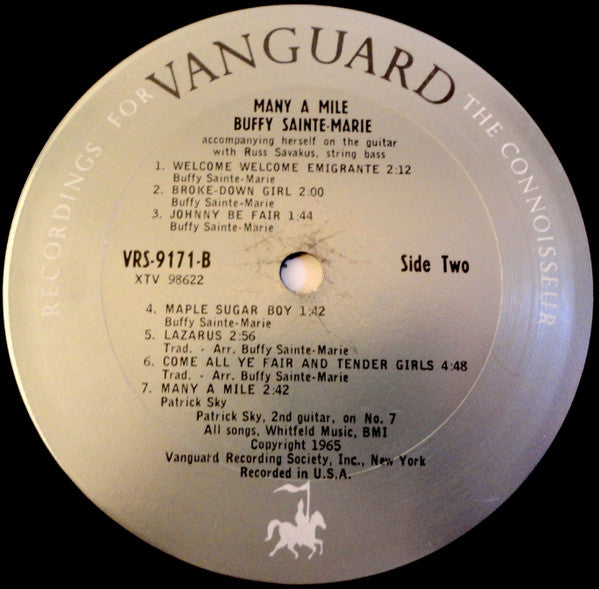 RECORDINGS FOR VANGUARD THE CONNOISSEUR
MANY A MILE
BUFFY SAINTE-MARIE
accompanying herself on the guitar
with Russ Savakus, string bass
1. WELCOME WELCOME EMIGRANTE 2:12
Buffy Sainte-Marie
2. BROKE-DOWN GIRL 2:00
Buffy Sainte-Marie
3. JOHNNY BE FAIR 1:44
Buffy Sainte-Marie
VRS-9171-B Side Two
XTV 98622
4. MAPLE SUGAR BOY 1:42
Buffy Sainte-Marie
5. LAZARUS 2:56
Trad. - Arr. Buffy Sainte-Marie
6. COME ALL YE FAIR AND TENDER GIRLS 4:48
Trad. - Arr. Buffy Sainte-Marie
7. MANY A MILE 2:42
Patrick Sky
Patrick Sky, 2nd guitar, on No. 7
All songs, Whitfeld Music, BMI
Copyright 1965
Vanguard Recording Society, Inc., New York
Recorded in U.S.A.